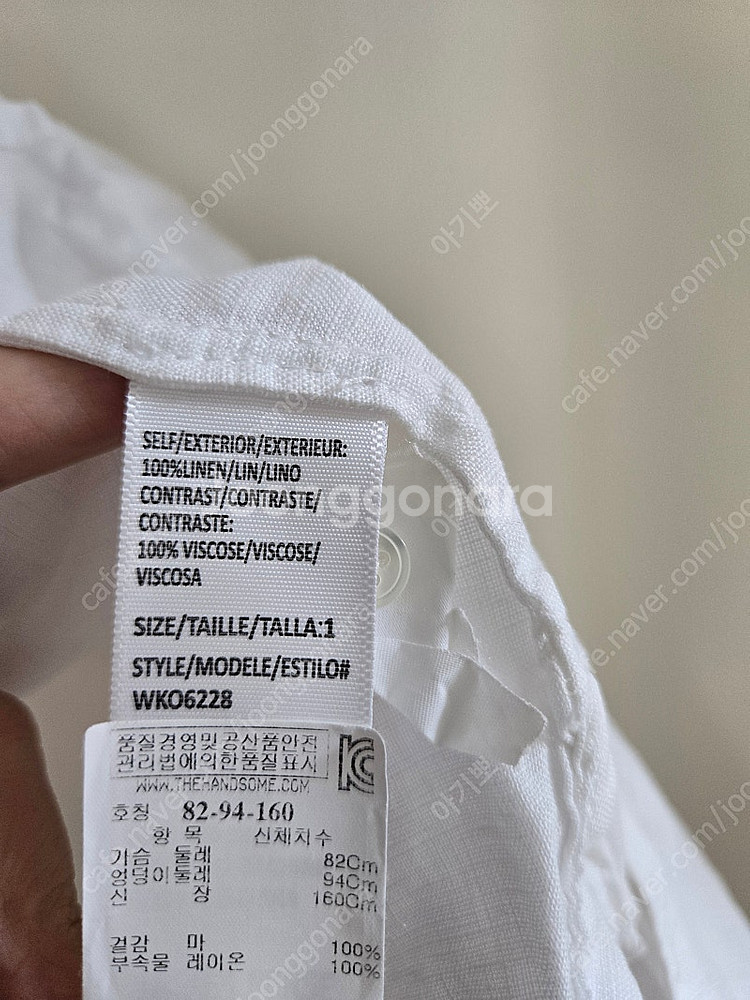 SELF/EXTERIOR/EXTERIEUR:
100%LINEN/LIN/LINO
CONTRAST/CONTRASTE/
CONTRASTE:
100% VISCOSE/VISCOSE/
VISCOSA
SIZE/TAILLE/TALLA:1
STYLE/MODELE/ESTILO#
WKO6228
품질경영및공산품안전
관리법에의한품질표시
WWW.THEHANDSOME.COM
호칭 82-94-160
항 목 신체치수
가슴 둘레 82Cm
엉덩이둘레 94Cm
신 장 160Cm
겉감 마 100%
부속물 레이온 100%
joonggonara
cafe.naver.com/joonggonara
아기뽀